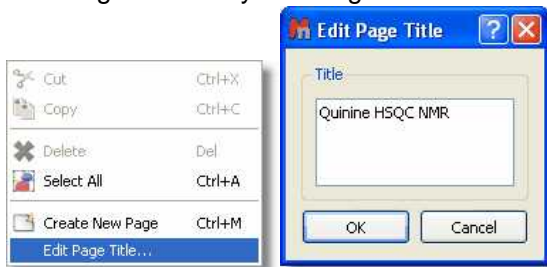 Cut Ctrl+X
Copy Ctrl+C
Delete Del
Select All Ctrl+A
Create New Page Ctrl+M
Edit Page Title...
Edit Page Title
Title
Quinine HSQC NMR
OK Cancel